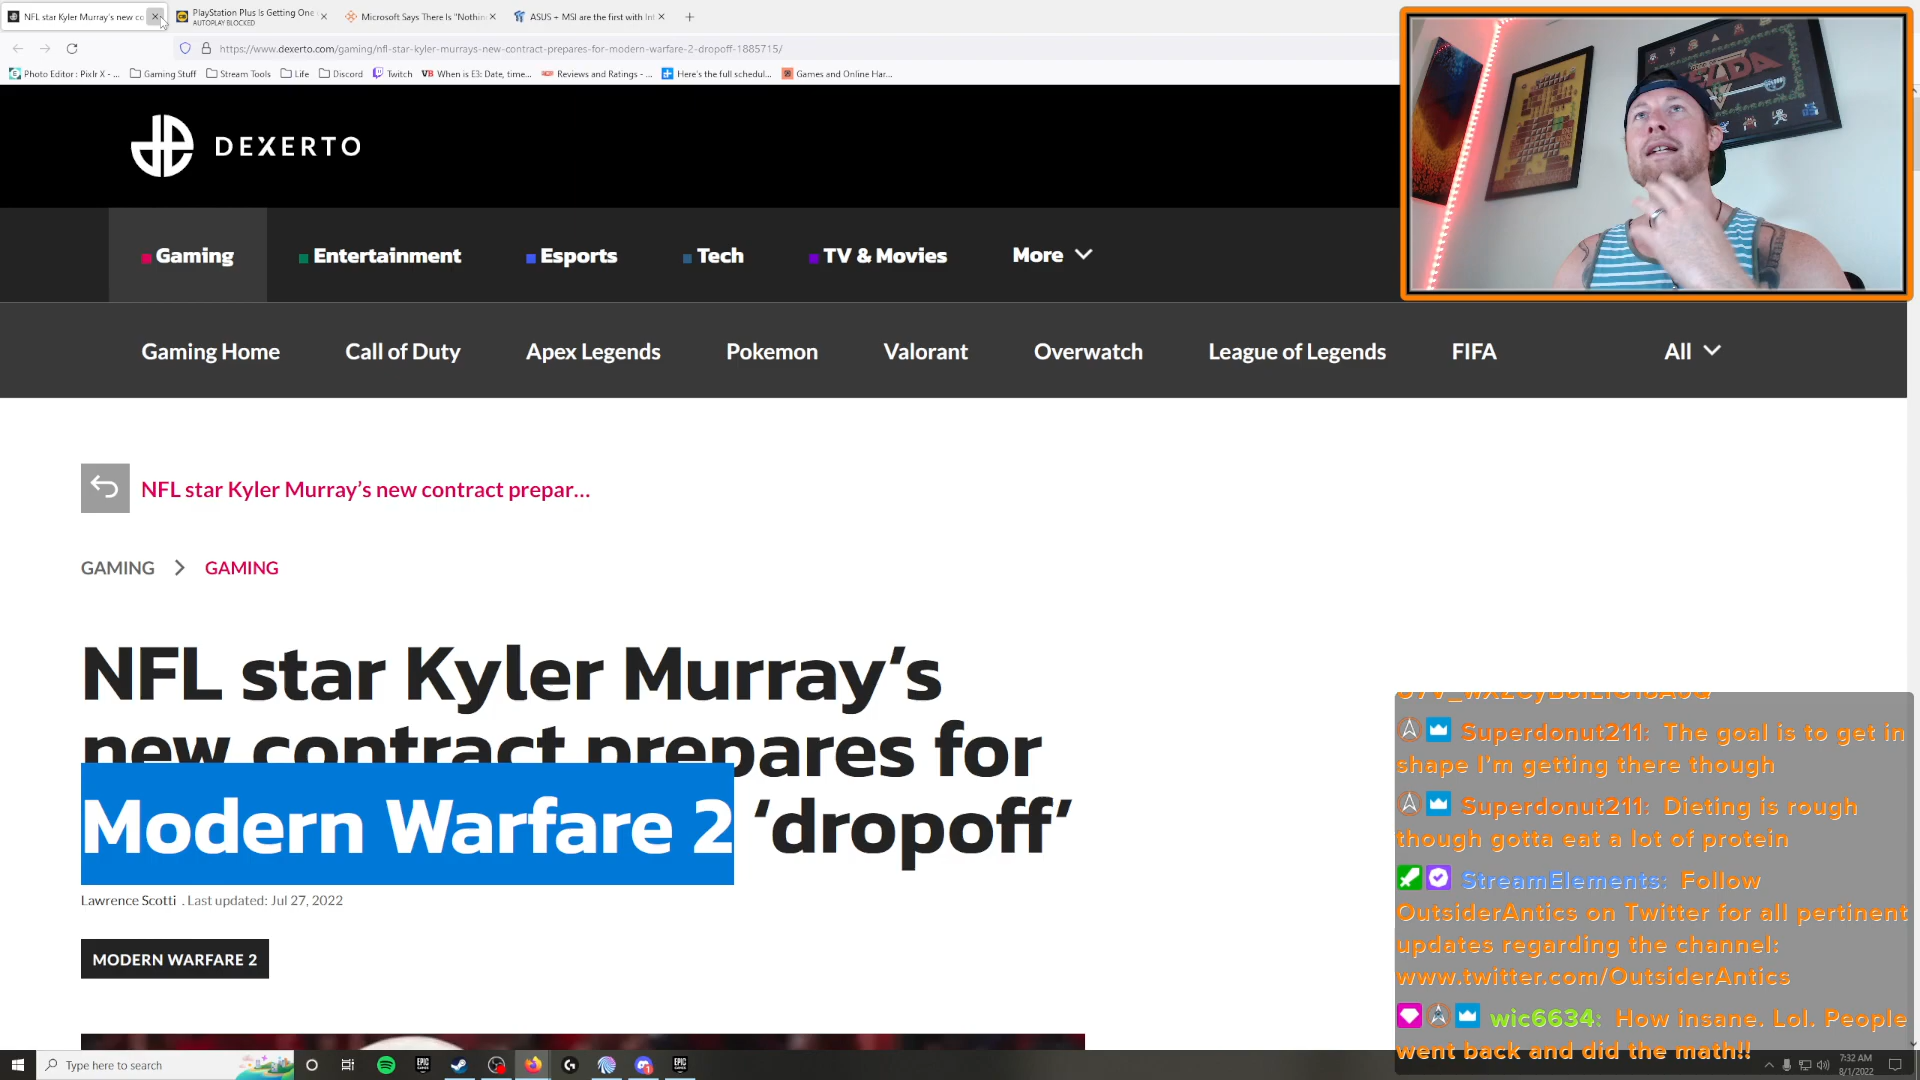 NFL star Kyler Murray's new co
PlayStation Plus Is Getting One
AUTOPLAY BLOCKED
Microsoft Says There Is "Nothin
ASUS + MSI are the first with Int
https://www.dexerto.com/gaming/nfl-star-kyler-murrays-new-contract-prepares-for-modern-warfare-2-dropoff-1885715/
Photo Editor : Pixlr X - ...
Gaming Stuff
Stream Tools
Life
Discord
Twitch
When is E3: Date, time...
Reviews and Ratings - ...
Here's the full schedul...
Games and Online Har...
DEXERTO
Gaming
Entertainment
Esports
Tech
TV & Movies
More
Gaming Home
Call of Duty
Apex Legends
Pokemon
Valorant
Overwatch
League of Legends
FIFA
All
NFL star Kyler Murray's new contract prepar...
GAMING > GAMING
NFL star Kyler Murray's
new contract prepares for
Modern Warfare 2 'dropoff'
Lawrence Scotti . Last updated: Jul 27, 2022
MODERN WARFARE 2
ZELDA
Superdonut211: The goal is to get in
shape I'm getting there though
Superdonut211: Dieting is rough
though gotta eat a lot of protein
StreamElements: Follow
OutsiderAntics on Twitter for all pertinent
updates regarding the channel:
www.twitter.com/OutsiderAntics
wic6634: How insane. Lol. People
went back and did the math!!
Type here to search
7:32 AM
8/1/2022